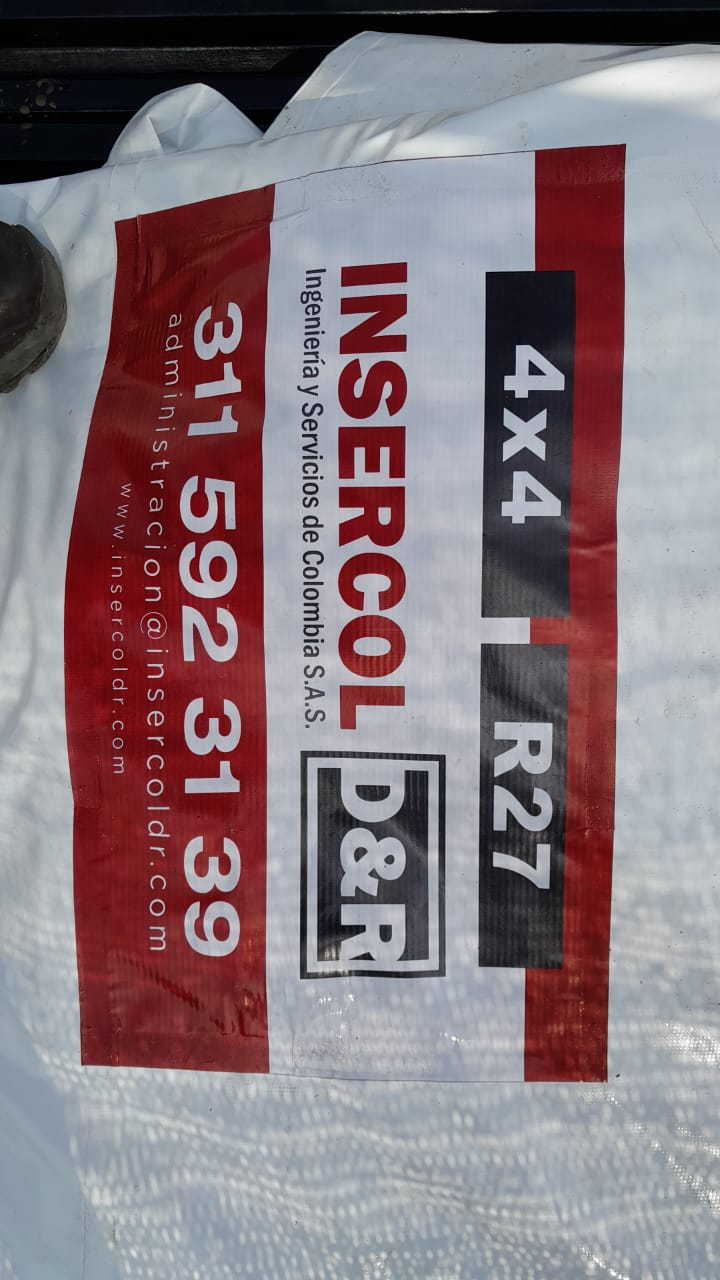 4x4 R27
INSERCOL D&R
Ingeniería y Servicios de Colombia S.A.S.
311 592 31 39
administracion@insercoldr.com
www.insercoldr.com